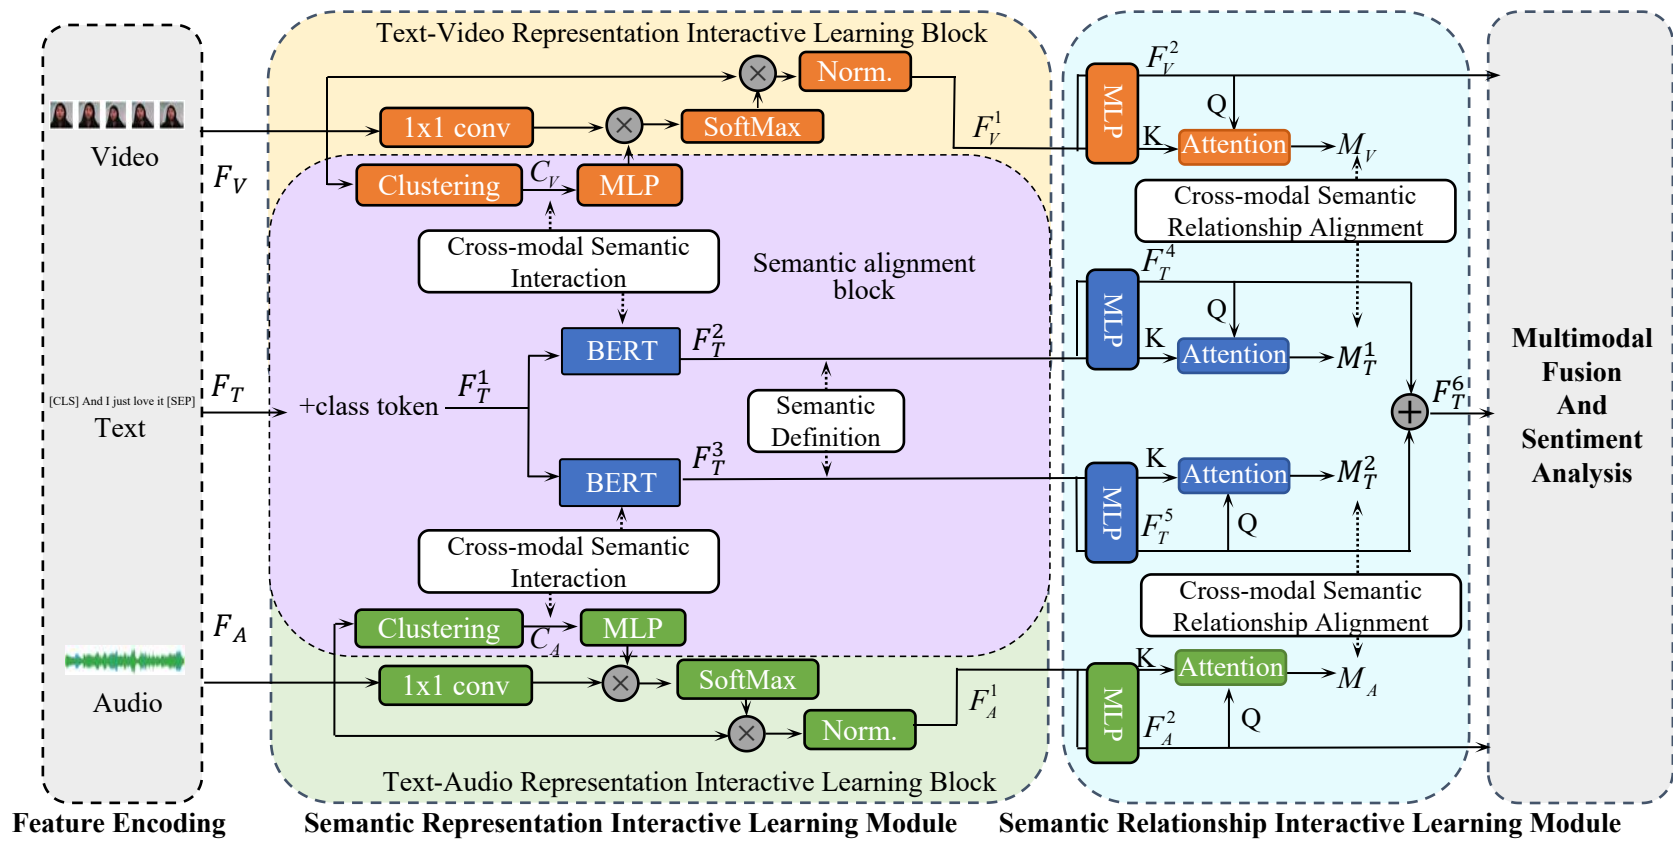 Video
[CLS] And I just love it [SEP]
Text
Audio
Feature Encoding
F_V
F_T
F_A
Text-Video Representation Interactive Learning Block
1x1 conv
×
SoftMax
×
Norm.
F_V^1
Clustering
C_V
MLP
Cross-modal Semantic
Interaction
Semantic alignment
block
+class token
F_T^1
BERT
F_T^2
Semantic
Definition
BERT
F_T^3
Cross-modal Semantic
Interaction
Clustering
C_A
MLP
1x1 conv
×
SoftMax
×
Norm.
F_A^1
Text-Audio Representation Interactive Learning Block
Semantic Representation Interactive Learning Module
MLP
F_V^2
Q
K
Attention
M_V
Cross-modal Semantic
Relationship Alignment
MLP
F_T^4
Q
K
Attention
M_T^1
+
F_T^6
MLP
K
Attention
M_T^2
F_T^5
Q
Cross-modal Semantic
Relationship Alignment
MLP
K
Attention
M_A
F_A^2
Q
Semantic Relationship Interactive Learning Module
Multimodal
Fusion
And
Sentiment
Analysis